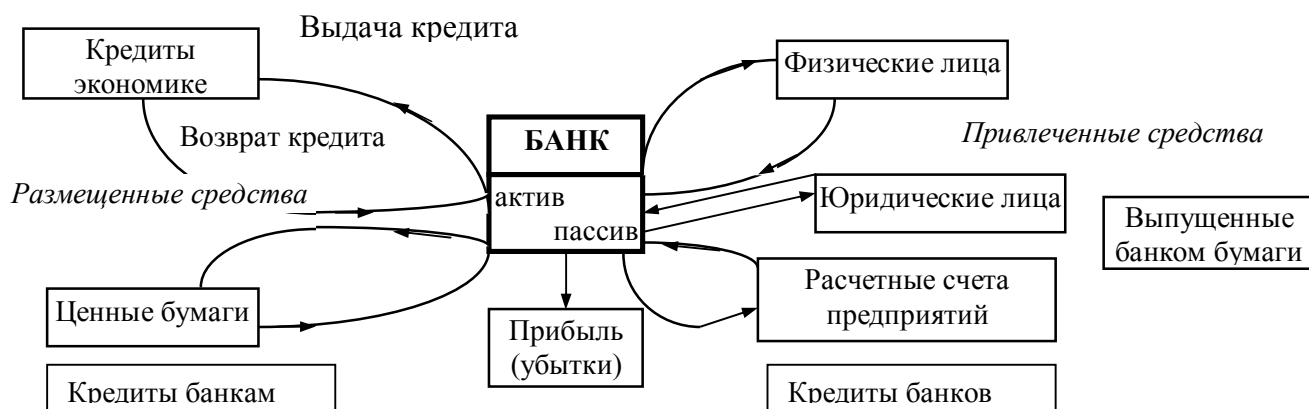 Выдача кредита
Кредиты
экономике
Физические лица
Возврат кредита
БАНК
Привлеченные средства
Размещенные средства
актив
Юридические лица
пассив
Выпущенные
банком бумаги
Ценные бумаги
Расчетные счета
предприятий
Прибыль
(убытки)
Кредиты банкам
Кредиты банков